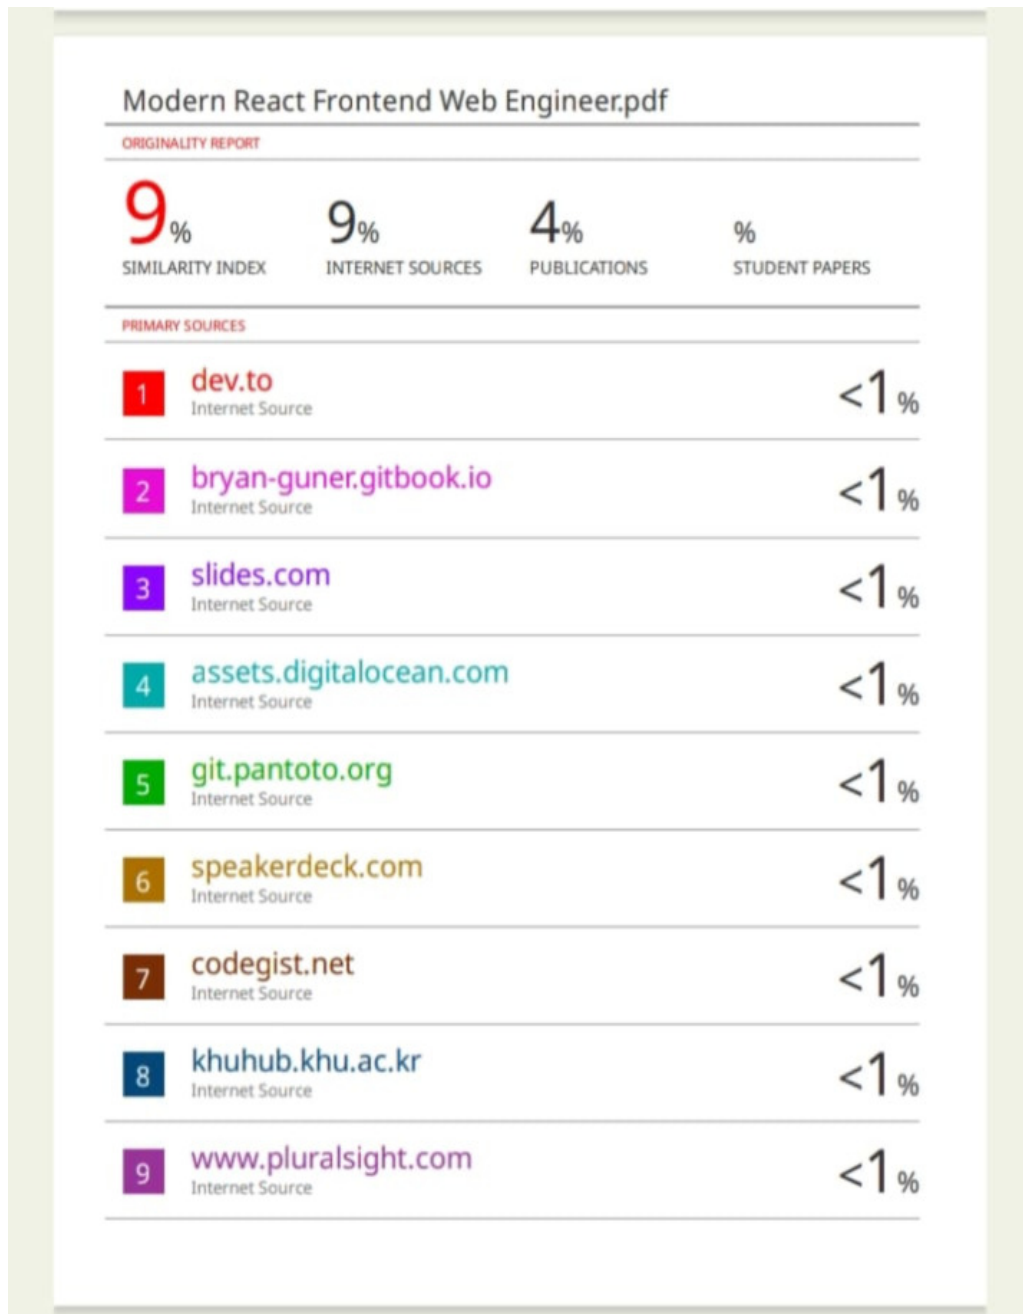 Modern React Frontend Web Engineer.pdf
ORIGINALITY REPORT
9% 9% 4% %
SIMILARITY INDEX INTERNET SOURCES PUBLICATIONS STUDENT PAPERS
PRIMARY SOURCES
1 dev.to <1%
Internet Source
2 bryan-guner.gitbook.io <1%
Internet Source
3 slides.com <1%
Internet Source
4 assets.digitalocean.com <1%
Internet Source
5 git.pantoto.org <1%
Internet Source
6 speakerdeck.com <1%
Internet Source
7 codegist.net <1%
Internet Source
8 khuhub.khu.ac.kr <1%
Internet Source
9 www.pluralsight.com <1%
Internet Source